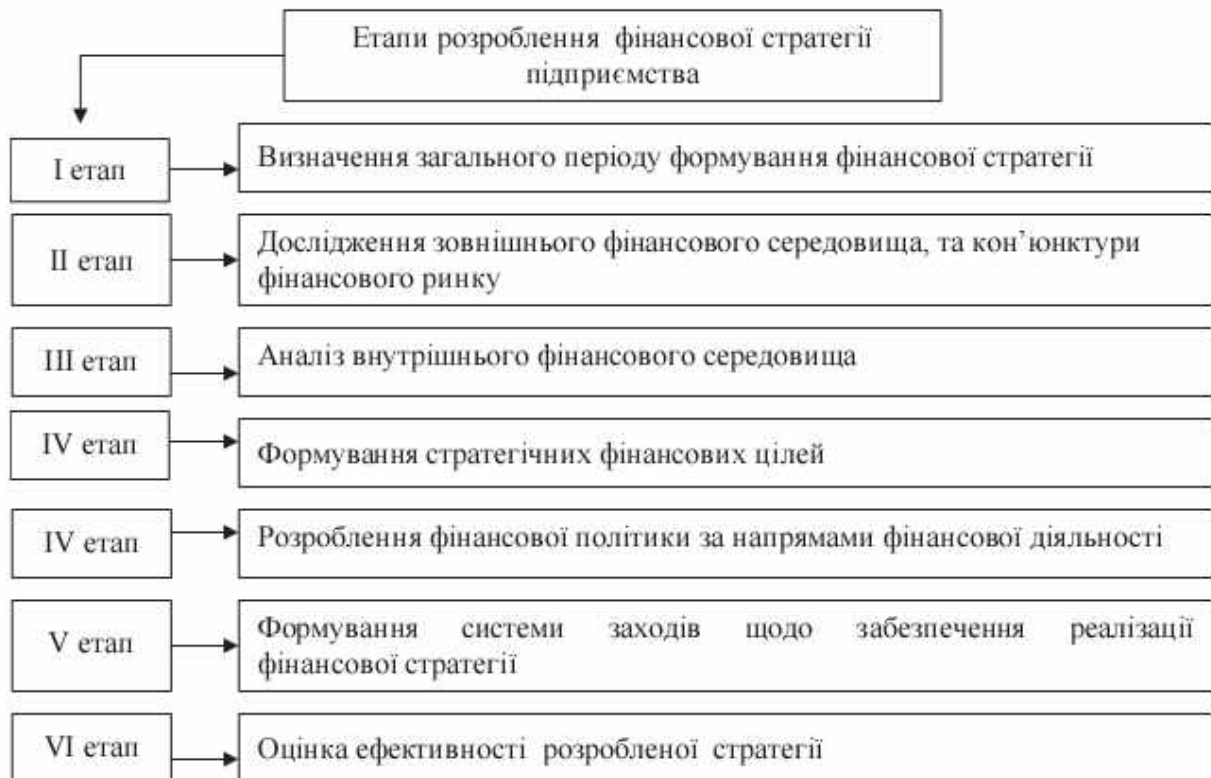 Етапи розроблення фінансової стратегії
підприємства
I етап
Визначення загального періоду формування фінансової стратегії
II етап
Дослідження зовнішнього фінансового середовища, та кон’юнктури
фінансового ринку
III етап
Аналіз внутрішнього фінансового середовища
IV етап
Формування стратегічних фінансових цілей
IV етап
Розроблення фінансової політики за напрямами фінансової діяльності
V етап
Формування системи заходів щодо забезпечення реалізації
фінансової стратегії
VI етап
Оцінка ефективності розробленої стратегії